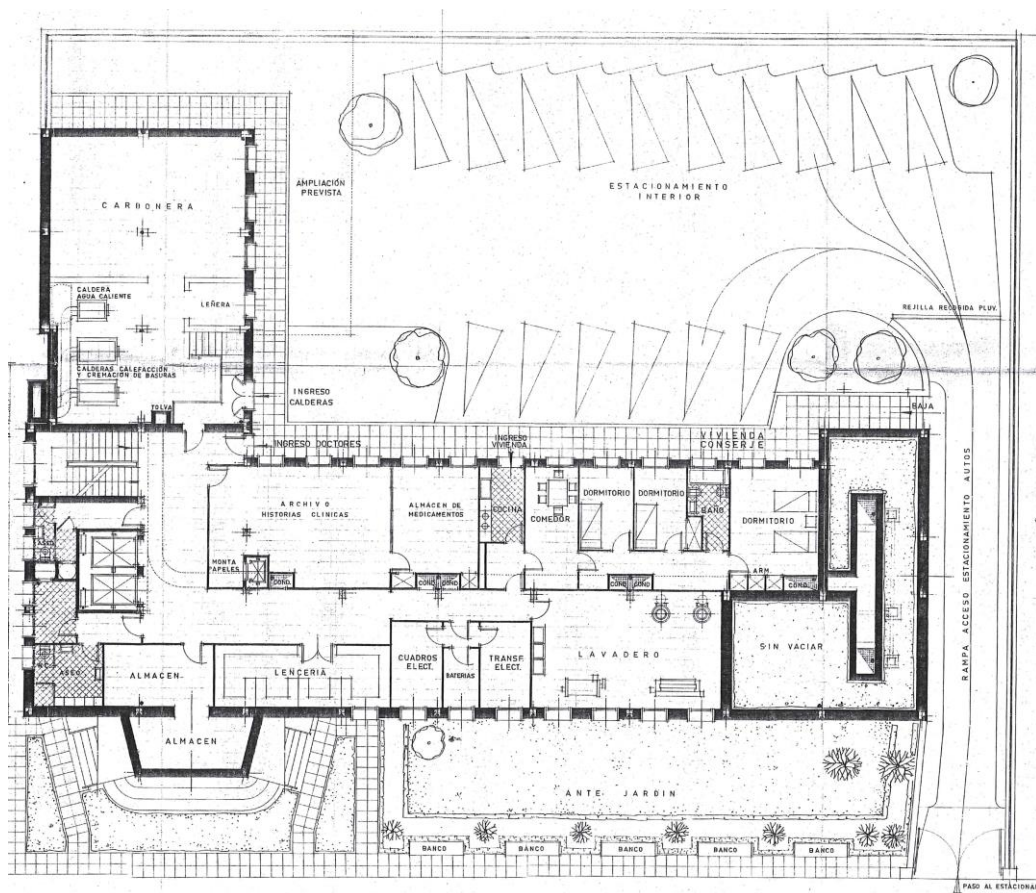 AMPLIACIÓN
PREVISTA
ESTACIONAMIENTO
INTERIOR
CARBONERA
CALDERA
AGUA CALIENTE
LEÑERA
REJILLA RECOGIDA PLUV.
CALDERAS CALEFACCIÓN
Y CREMACIÓN DE BASURAS
TOLVA
INGRESO
CALDERAS
BAJA
INGRESO DOCTORES
INGRESO
VIVIENDA
VIVIENDA
CONSERJE
ARCHIVO
HISTORIAS CLINICAS
ALMACEN DE
MEDICAMENTOS
COCINA
COMEDOR
DORMITORIO
DORMITORIO
BAÑO
DORMITORIO
ASEO
MONTA
PAPELES
COND.
COND.
COND.
COND.
COND.
ARM.
COND.
RAMPA ACCESO ESTACIONAMIENTO AUTOS
SIN VACIAR
ASEO
ALMACEN
LENCERIA
CUADROS
ELECT.
BATERIAS
TRANSF.
ELECT.
LAVADERO
ALMACEN
ANTE JARDIN
BANCO
BANCO
BANCO
BANCO
BANCO
PASO AL ESTACION